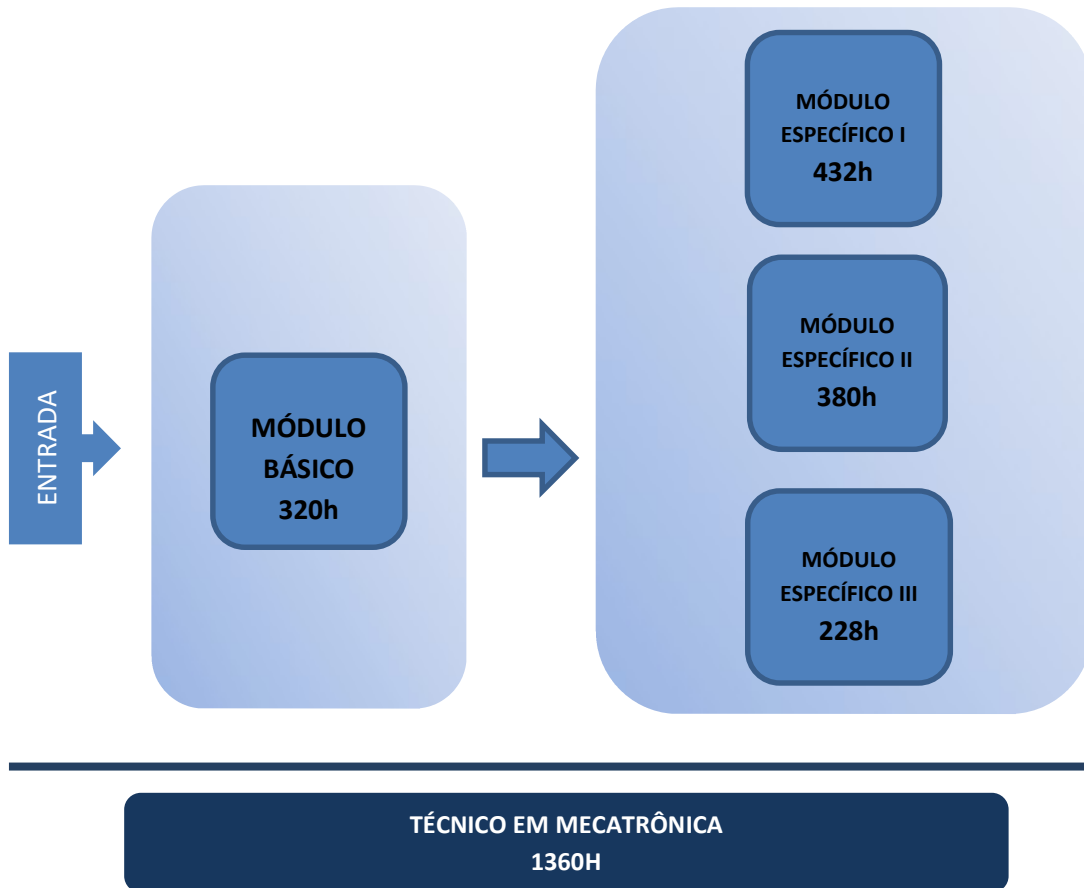 ENTRADA
MÓDULO
BÁSICO
320h
MÓDULO
ESPECÍFICO I
432h
MÓDULO
ESPECÍFICO II
380h
MÓDULO
ESPECÍFICO III
228h
TÉCNICO EM MECATRÔNICA
1360H